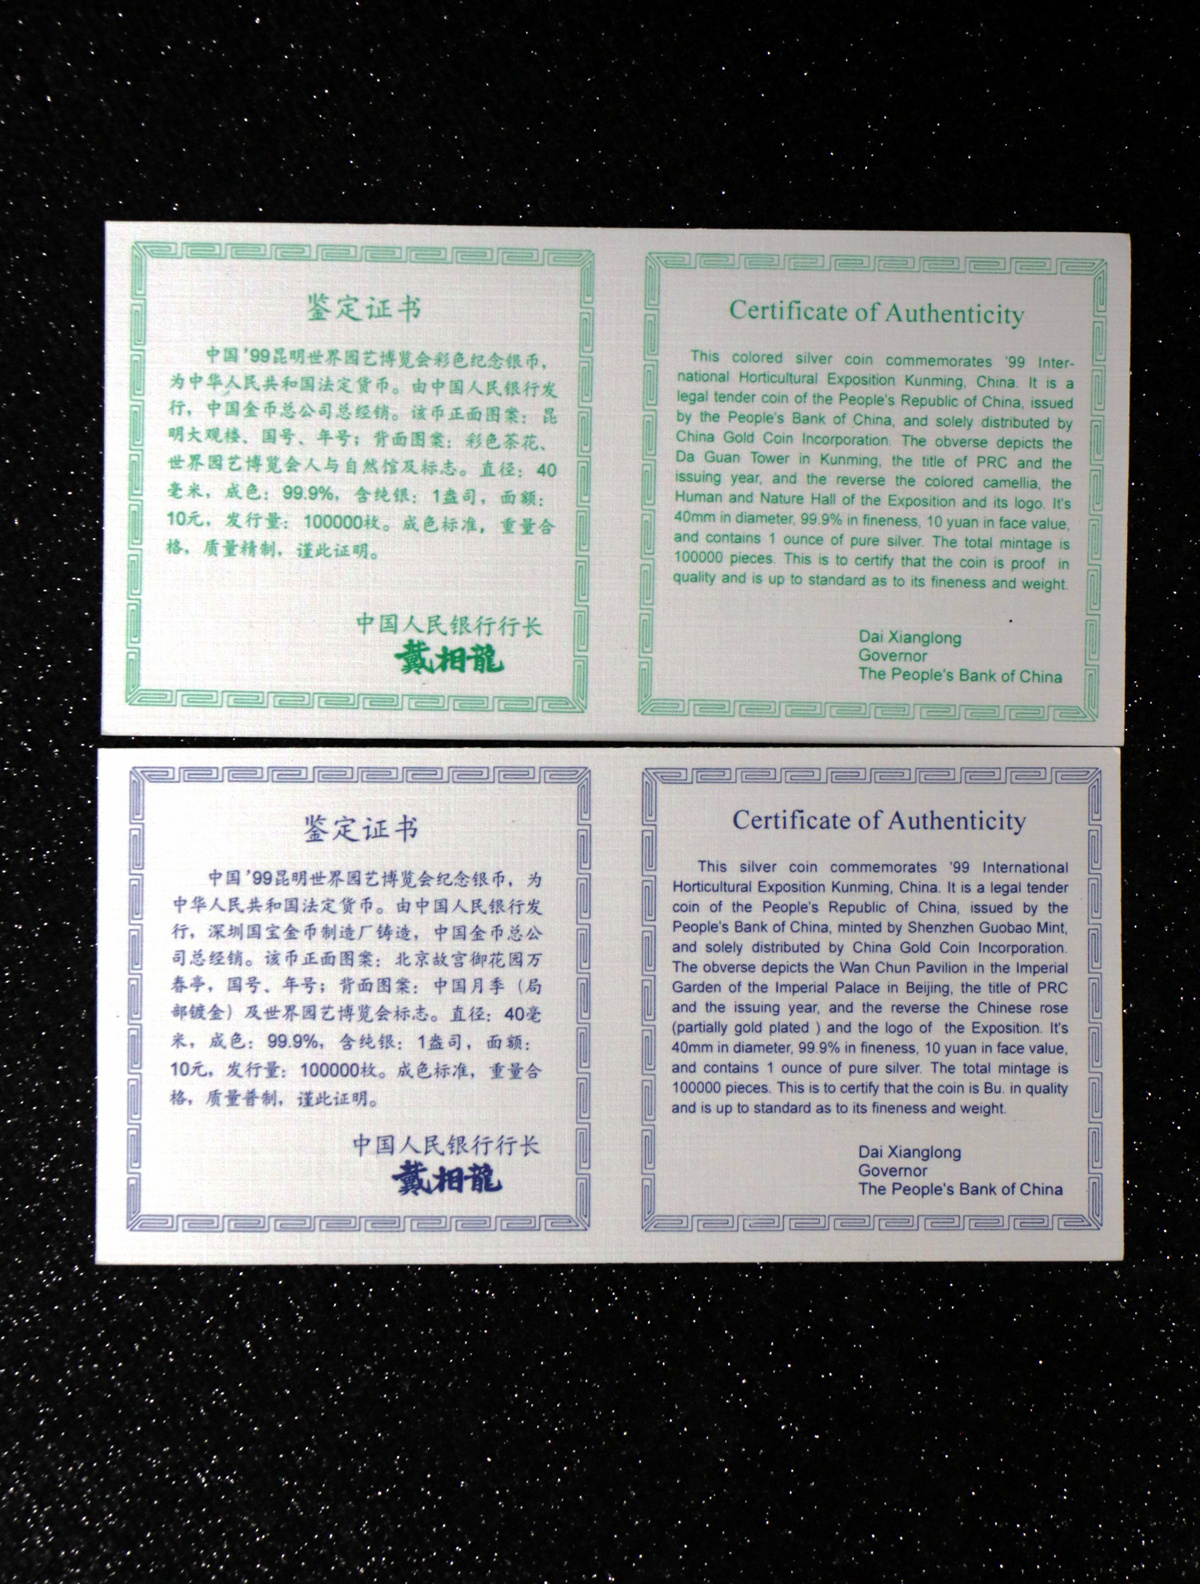 鉴定证书
中国'99昆明世界园艺博览会彩色纪念银币，
为中华人民共和国法定货币。由中国人民银行发
行，中国金币总公司总经销。该币正面图案：昆
明大观楼、国号、年号；背面图案：彩色茶花、
世界园艺博览会人与自然馆及标志。直径：40
毫米，成色：99.9%，含纯银：1盎司，面额：
10元，发行量：100000枚。成色标准，重量合
格，质量精制，谨此证明。
中国人民银行行长
戴相龍
Certificate of Authenticity
This colored silver coin commemorates '99 Inter-
national Horticultural Exposition Kunming, China. It is a
legal tender coin of the People's Republic of China, issued
by the People's Bank of China, and solely distributed by
China Gold Coin Incorporation. The obverse depicts the
Da Guan Tower in Kunming, the title of PRC and the
issuing year, and the reverse the colored camellia, the
Human and Nature Hall of the Exposition and its logo. It's
40mm in diameter, 99.9% in fineness, 10 yuan in face value,
and contains 1 ounce of pure silver. The total mintage is
100000 pieces. This is to certify that the coin is proof in
quality and is up to standard as to its fineness and weight.
Dai Xianglong
Governor
The People's Bank of China
鉴定证书
中国'99昆明世界园艺博览会纪念银币，为
中华人民共和国法定货币。由中国人民银行发
行，深圳国宝金币制造厂铸造，中国金币总公
司总经销。该币正面图案：北京故宫御花园万
春亭，国号、年号；背面图案：中国月季（局
部镀金）及世界园艺博览会标志。直径：40毫
米，成色：99.9%，含纯银：1盎司，面额：
10元，发行量：100000枚。成色标准，重量合
格，质量普制，谨此证明。
中国人民银行行长
戴相龍
Certificate of Authenticity
This silver coin commemorates '99 International
Horticultural Exposition Kunming, China. It is a legal tender
coin of the People's Republic of China, issued by the
People's Bank of China, minted by Shenzhen Guobao Mint,
and solely distributed by China Gold Coin Incorporation.
The obverse depicts the Wan Chun Pavilion in the Imperial
Garden of the Imperial Palace in Beijing, the title of PRC
and the issuing year, and the reverse the Chinese rose
(partially gold plated ) and the logo of the Exposition. It's
40mm in diameter, 99.9% in fineness, 10 yuan in face value,
and contains 1 ounce of pure silver. The total mintage is
100000 pieces. This is to certify that the coin is Bu. in quality
and is up to standard as to its fineness and weight.
Dai Xianglong
Governor
The People's Bank of China